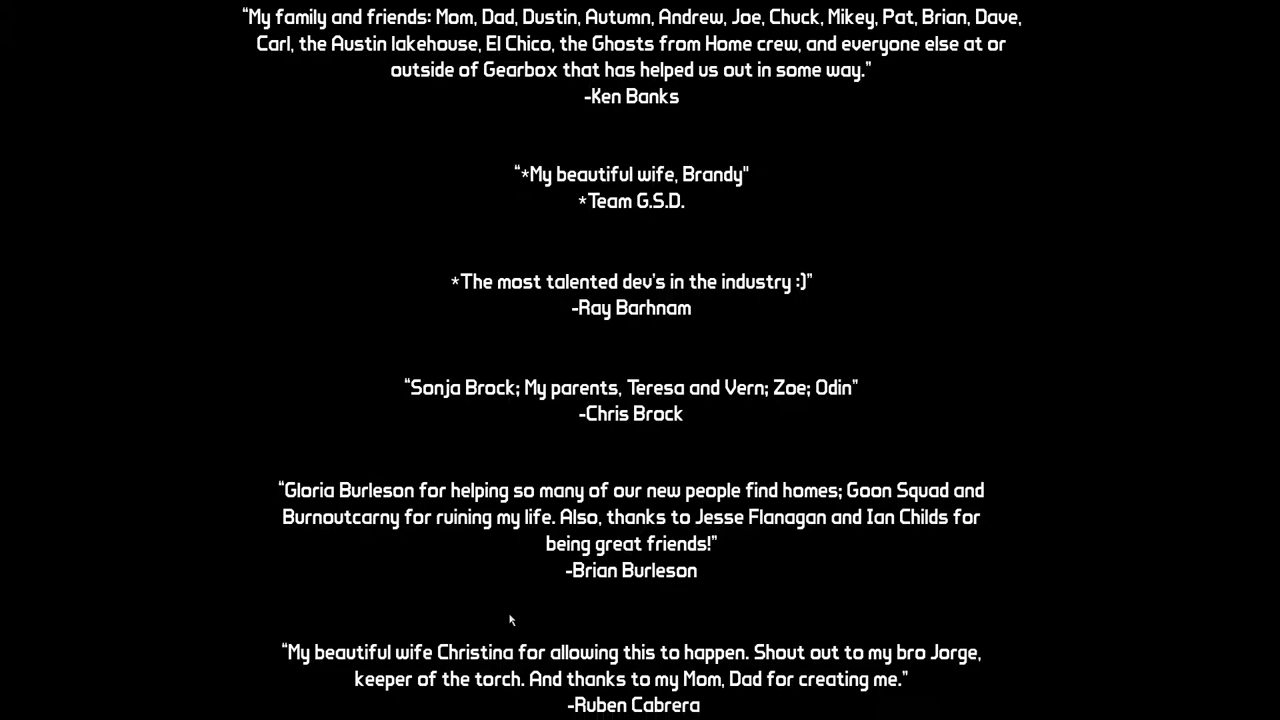 “My family and friends: Mom, Dad, Dustin, Autumn, Andrew, Joe, Chuck, Mikey, Pat, Brian, Dave,
Carl, the Austin lakehouse, El Chico, the Ghosts from Home crew, and everyone else at or
outside of Gearbox that has helped us out in some way.”
-Ken Banks
“*My beautiful wife, Brandy"
*Team G.S.D.
*The most talented dev's in the industry :)”
-Ray Barhnam
“Sonja Brock; My parents, Teresa and Vern; Zoe; Odin”
-Chris Brock
“Gloria Burleson for helping so many of our new people find homes; Goon Squad and
Burnoutcarny for ruining my life. Also, thanks to Jesse Flanagan and Ian Childs for
being great friends!”
-Brian Burleson
“My beautiful wife Christina for allowing this to happen. Shout out to my bro Jorge,
keeper of the torch. And thanks to my Mom, Dad for creating me.”
-Ruben Cabrera